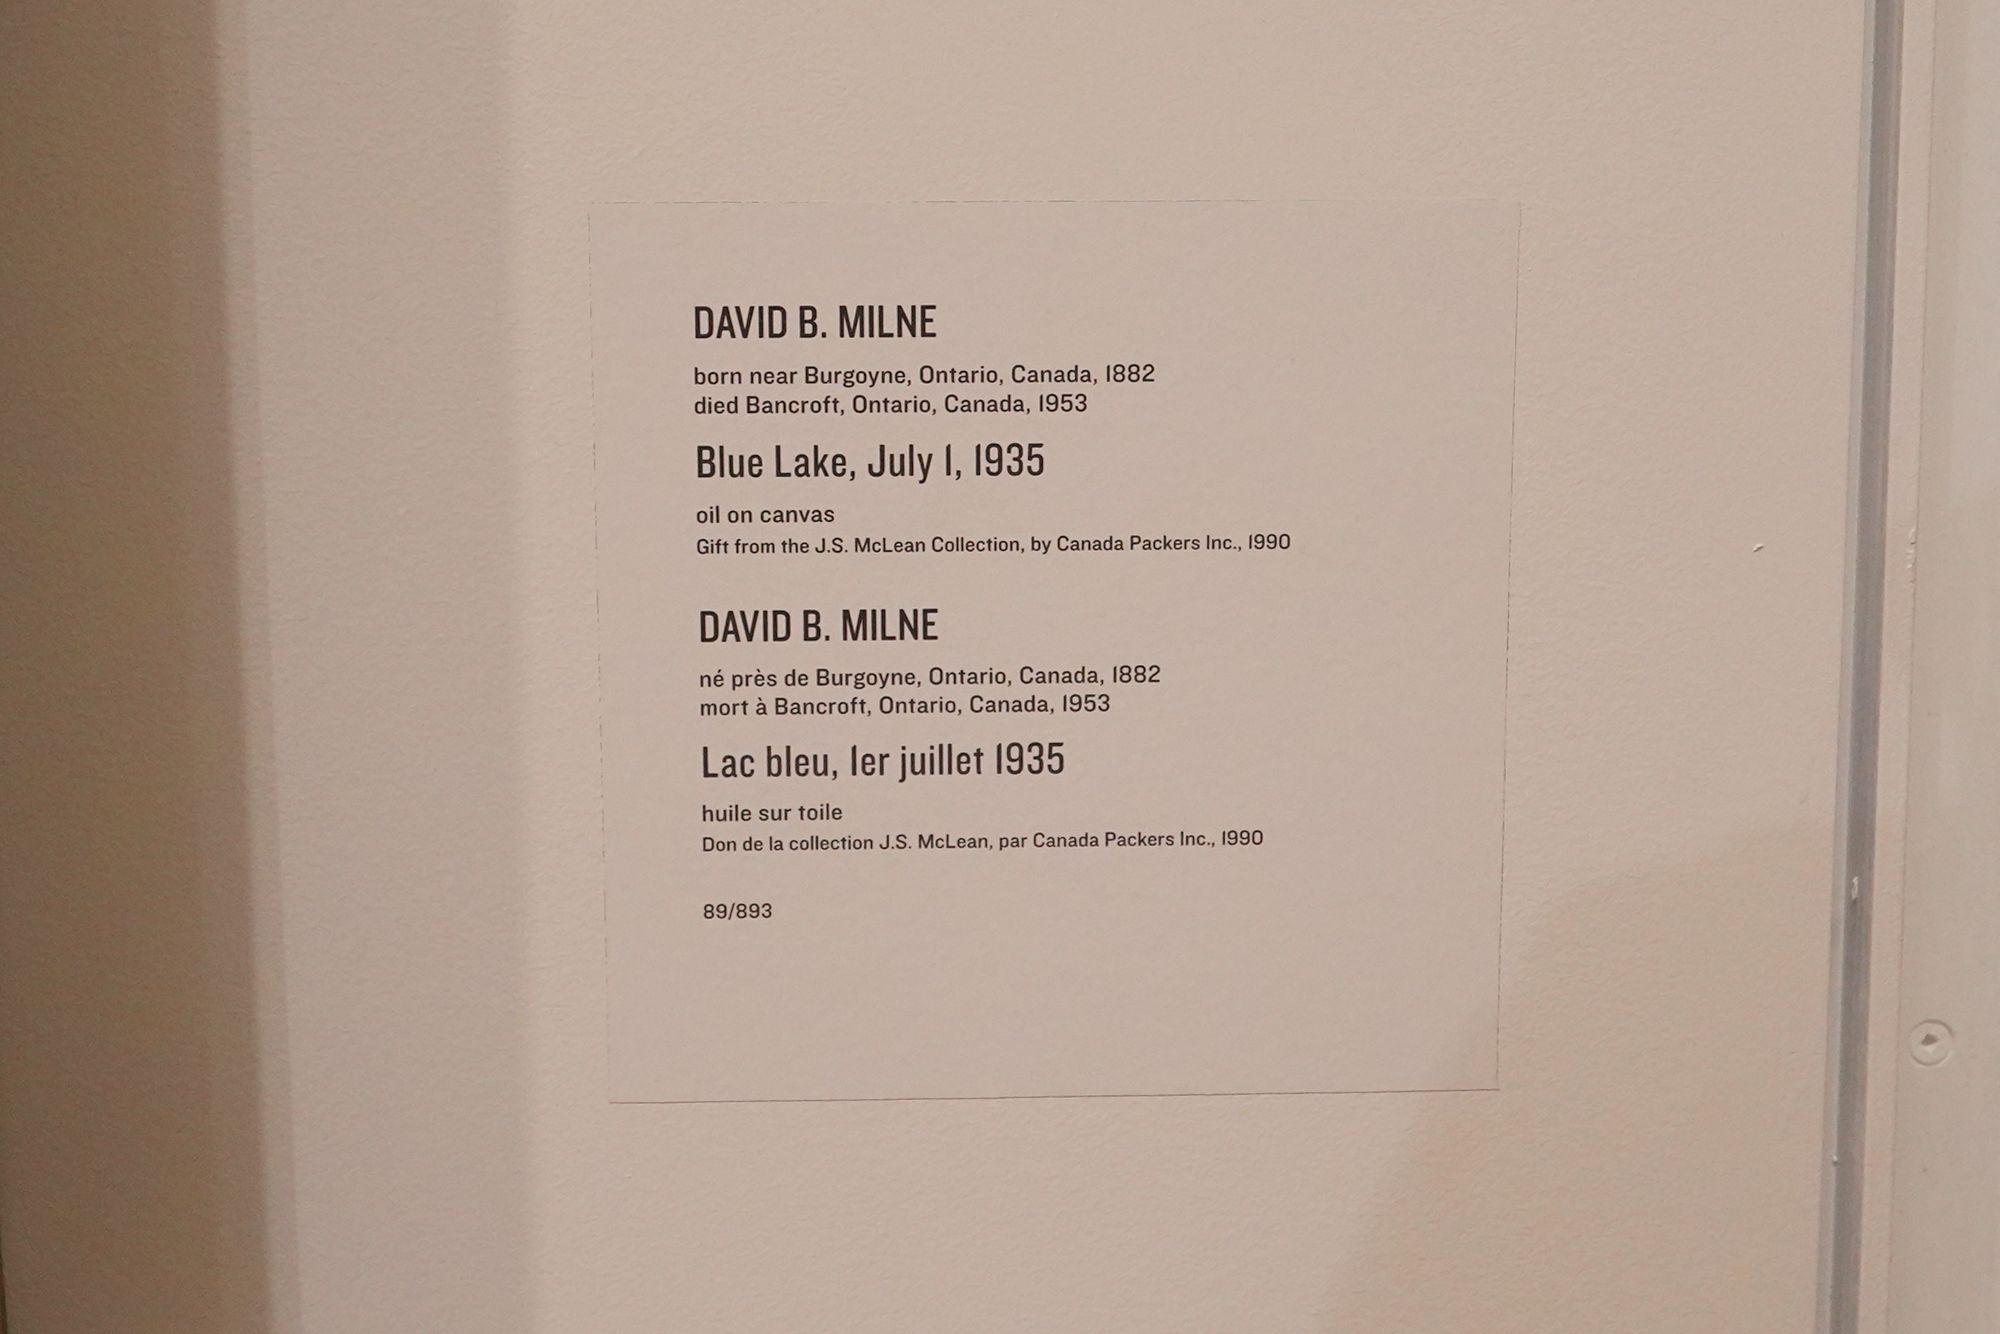 DAVID B. MILNE
born near Burgoyne, Ontario, Canada, 1882
died Bancroft, Ontario, Canada, 1953
Blue Lake, July 1, 1935
oil on canvas
Gift from the J.S. McLean Collection, by Canada Packers Inc., 1990
DAVID B. MILNE
né près de Burgoyne, Ontario, Canada, 1882
mort à Bancroft, Ontario, Canada, 1953
Lac bleu, 1er juillet 1935
huile sur toile
Don de la collection J.S. McLean, par Canada Packers Inc., 1990
89/893